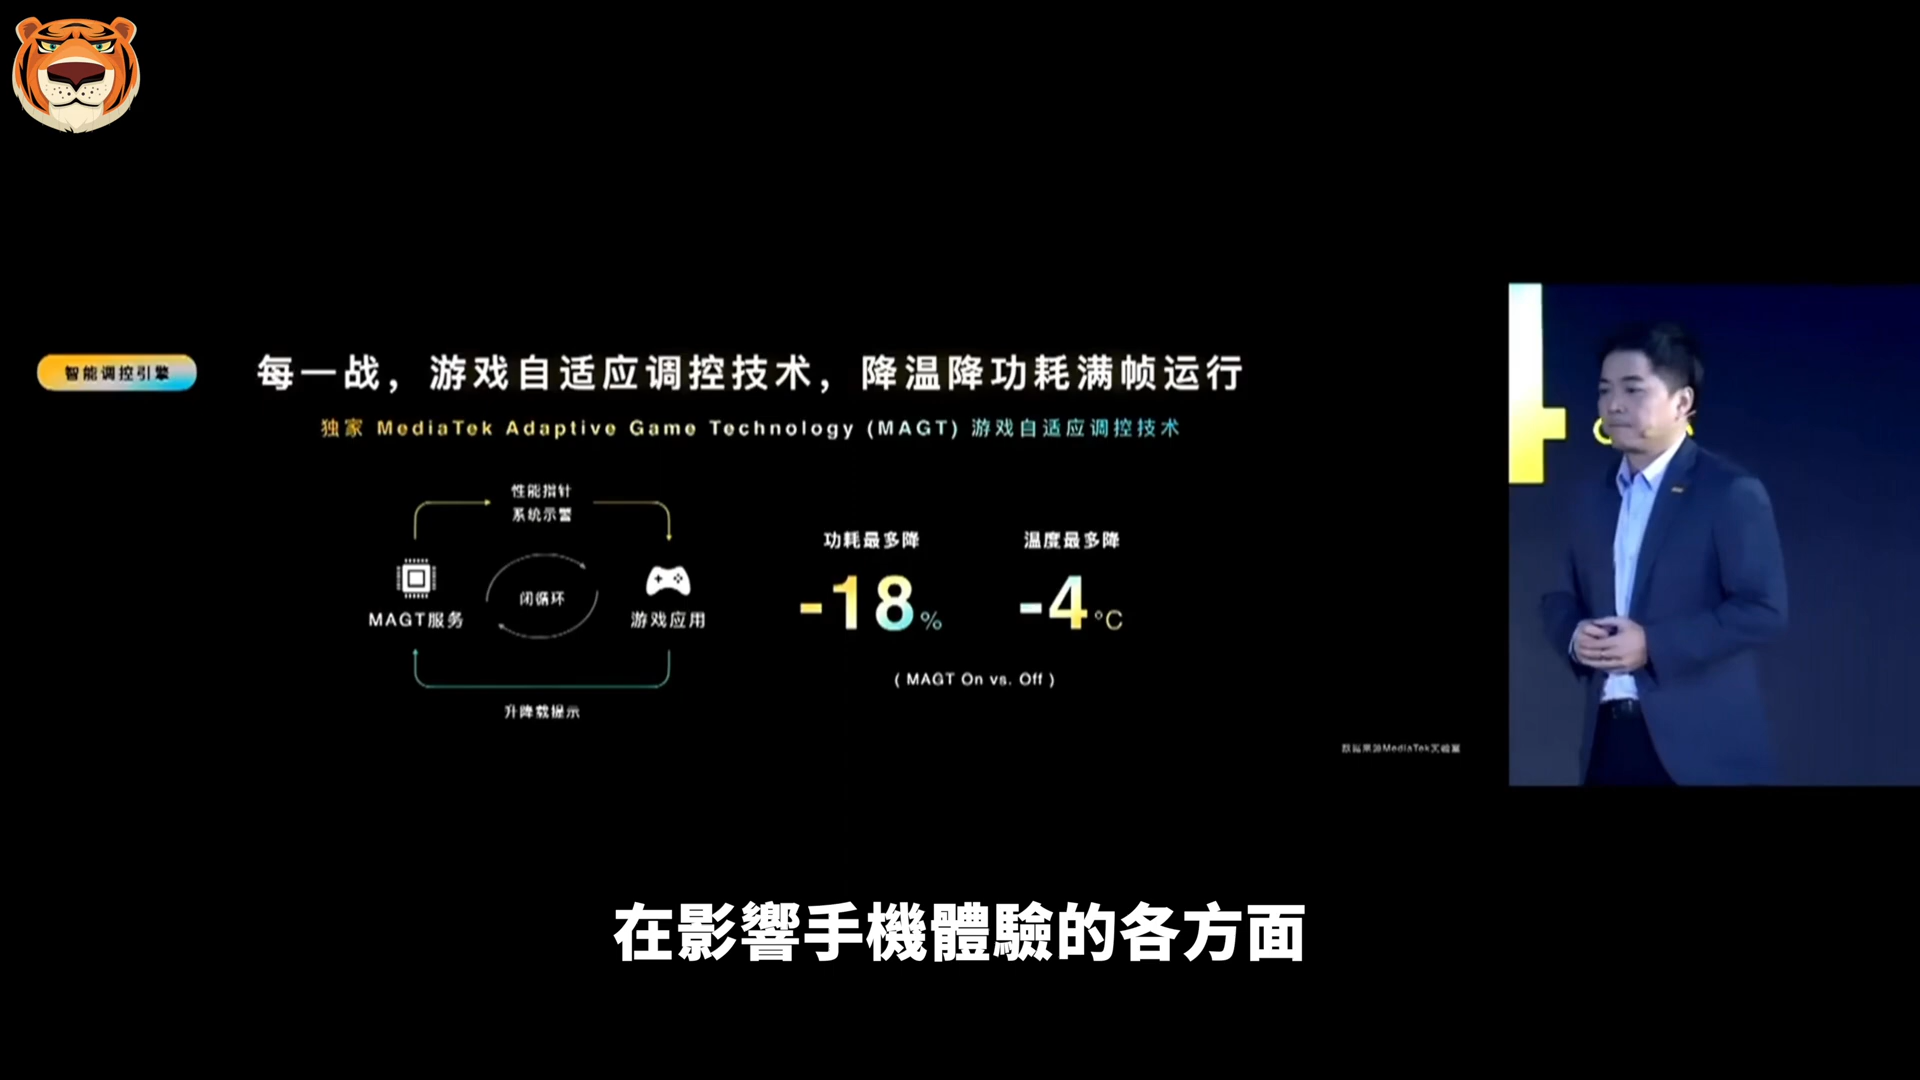 智能调控引擎
每一战，游戏自适应调控技术，降温降功耗满帧运行
独家 MediaTek Adaptive Game Technology (MAGT) 游戏自适应调控技术
性能指针
系统示警
闭循环
MAGT服务
游戏应用
升降载提示
功耗最多降
-18%
温度最多降
-4°C
( MAGT On vs. Off )
在影響手機體驗的各方面